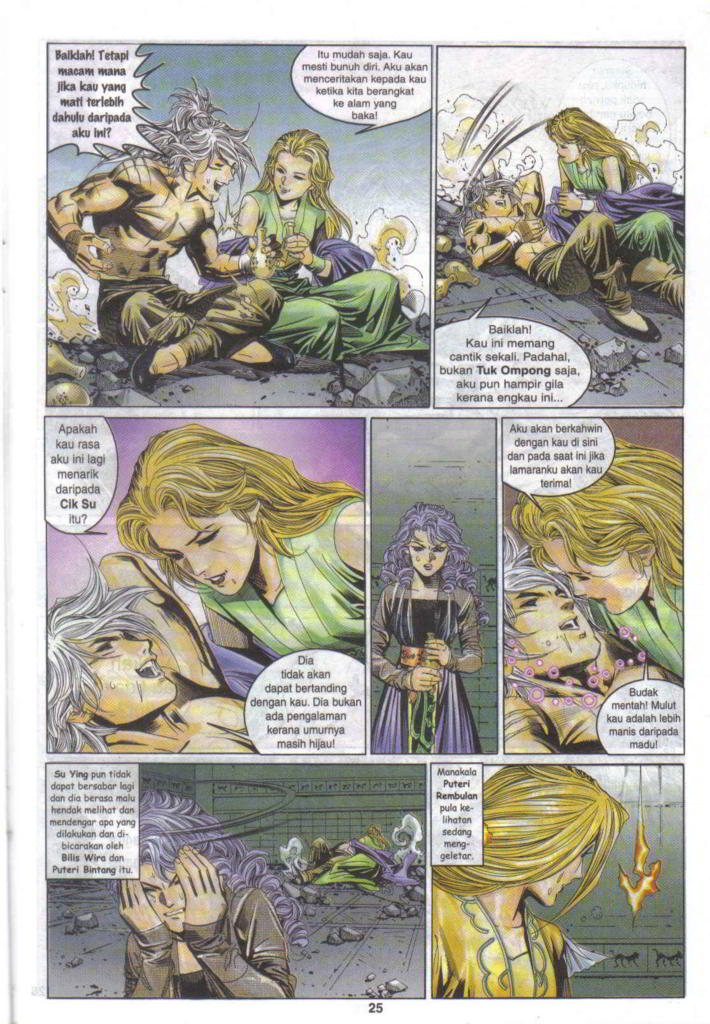 Baiklah! Tetapi
macam mana
jika kau yang
mati terlebih
dahulu daripada
aku ini?
Itu mudah saja. Kau
mesti bunuh diri. Aku akan
menceritakan kepada kau
ketika kita berangkat
ke alam yang
baka!
Baiklah!
Kau ini memang
cantik sekali. Padahal,
bukan Tuk Ompong saja,
aku pun hampir gila
kerana engkau ini...
Apakah
kau rasa
aku ini lagi
menarik
daripada
Cik Su
itu?
Dia
tidak akan
dapat bertanding
dengan kau. Dia bukan
ada pengalaman
kerana umurnya
masih hijau!
Aku akan berkahwin
dengan kau di sini
dan pada saat ini jika
lamaranku akan kau
terima!
Budak
mentah! Mulut
kau adalah lebih
manis daripada
madu!
Su Ying pun tidak
dapat bersabar lagi
dan dia berasa malu
hendak melihat dan
mendengar apa yang
dilakukan dan di-
bicarakan oleh
Bilis Wira dan
Puteri Bintang itu.
Manakala
Puteri
Rembulan
pula ke-
lihatan
sedang
meng-
geletar.
25